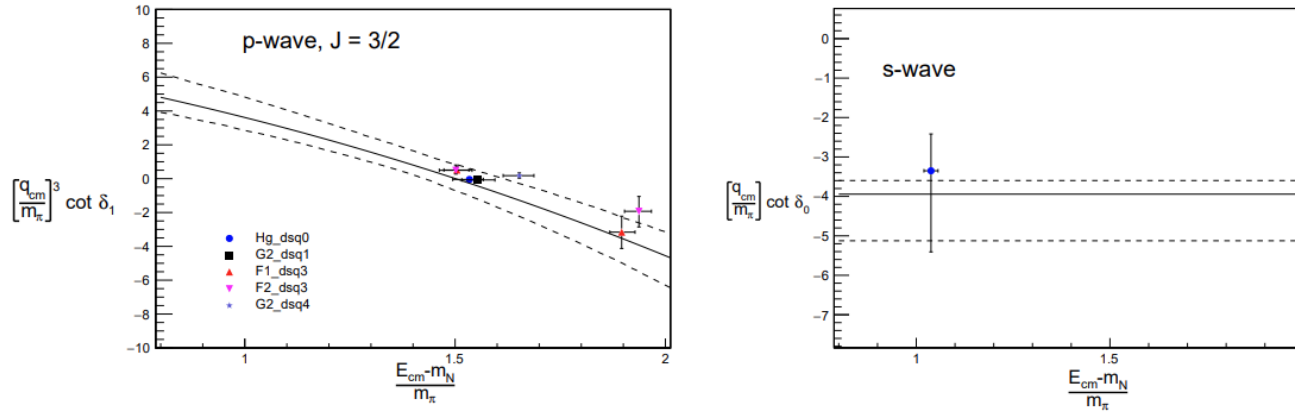 10
8
6
4
2
0
−2
−4
−6
−8
−10
p-wave, J = 3/2
[q_cm/m_π]³ cot δ₁
Hg_dsq0
G2_dsq1
F1_dsq3
F2_dsq3
G2_dsq4
1 1.5 2
E_cm-m_N
m_π
0
−1
−2
−3
−4
−5
−6
−7
s-wave
[q_cm/m_π] cot δ₀
1 1.5
E_cm-m_N
m_π